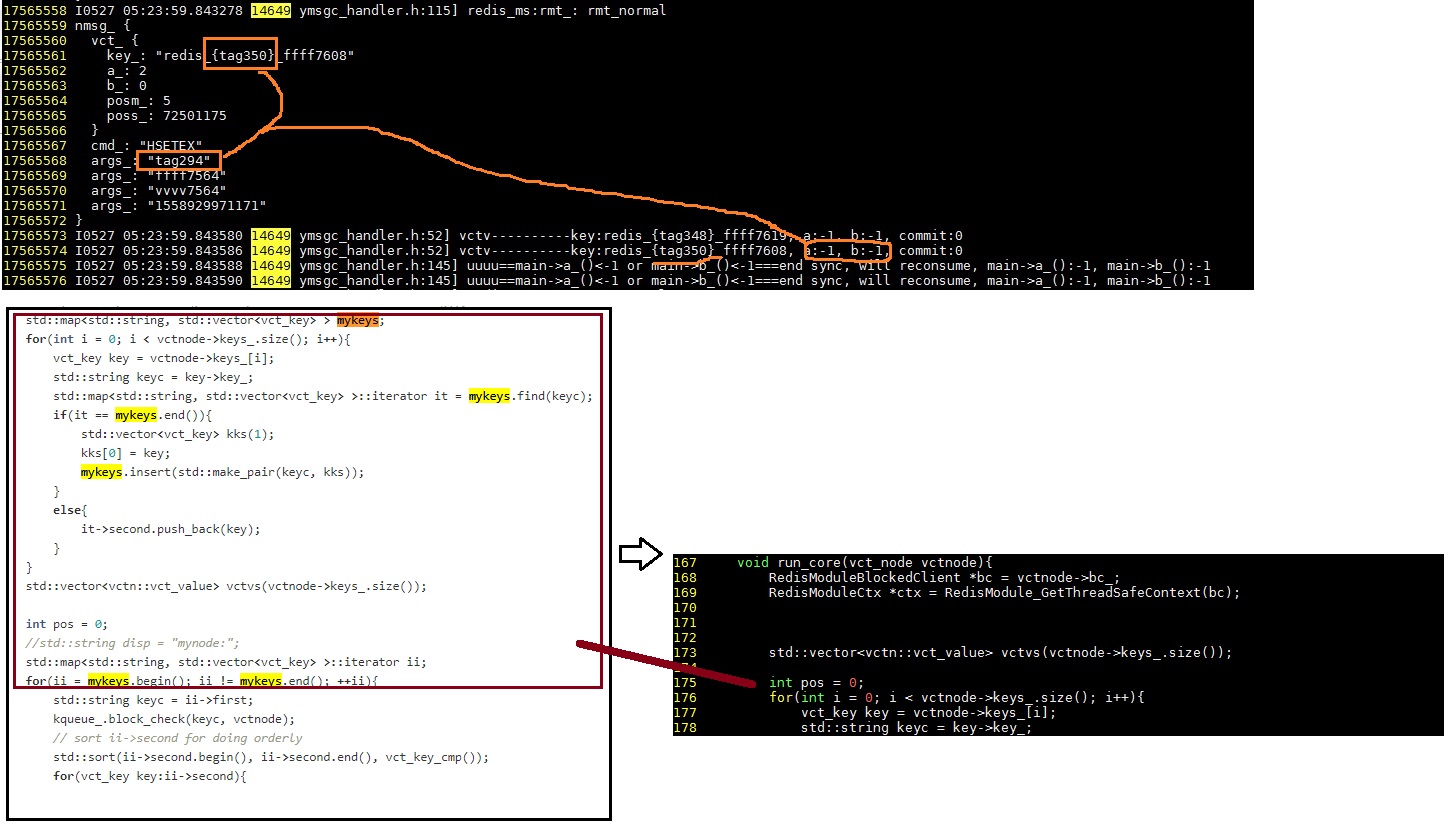 17565558 I0527 05:23:59.843278 14649 ymsg_handler.h:115] redis_ms:rmt_: rmt_normal
17565559 nmsg_ {
17565560   vct_ {
17565561     key_: "redis_{tag350}_ffff7608"
17565562     a_: 2
17565563     b_: 0
17565564     posm_: 5
17565565     poss_: 72501175
17565566   }
17565567   cmd_: "HSETEX"
17565568   args_: "tag294"
17565569   args_: "ffff7564"
17565570   args_: "vvvv7564"
17565571   args_: "1558929971171"
17565572 }
17565573 I0527 05:23:59.843580 14649 ymsgc_handler.h:52] vctv----------key:redis_{tag348}_ffff7619, a:-1, b:-1, commit:0
17565574 I0527 05:23:59.843586 14649 ymsgc_handler.h:52] vctv----------key:redis_{tag350}_ffff7608, a:-1, b:-1, commit:0
17565575 I0527 05:23:59.843588 14649 ymsgc_handler.h:145] uuuu==main->a_()<-1 or main->b_()<-1===end sync, will reconsume, main->a_():-1, main->b_():-1
17565576 I0527 05:23:59.843590 14649 ymsgc_handler.h:145] uuuu==main->a_()<-1 or main->b_()<-1===end sync, will reconsume, main->a_():-1, main->b_():-1
std::map<std::string, std::vector<vct_key> > mykeys;
for(int i = 0; i < vctnode->keys_.size(); i++){
    vct_key key = vctnode->keys_[i];
    std::string keyc = key->key_;
    std::map<std::string, std::vector<vct_key> >::iterator it = mykeys.find(keyc);
    if(it == mykeys.end()){
        std::vector<vct_key> kks(1);
        kks[0] = key;
        mykeys.insert(std::make_pair(keyc, kks));
    }
    else{
        it->second.push_back(key);
    }
}
std::vector<vctn::vct_value> vctvs(vctnode->keys_.size());
int pos = 0;
//std::string disp = "mynode:";
std::map<std::string, std::vector<vct_key> >::iterator ii;
for(ii = mykeys.begin(); ii != mykeys.end(); ++ii){
    std::string keyc = ii->first;
    kqueue_.block_check(keyc, vctnode);
    // sort ii->second for doing orderly
    std::sort(ii->second.begin(), ii->second.end(), vct_key_cmp());
    for(vct_key key:ii->second){
167     void run_core(vct_node vctnode){
168         RedisModuleBlockedClient *bc = vctnode->bc_;
169         RedisModuleCtx *ctx = RedisModule_GetThreadSafeContext(bc);
170
171
172
173         std::vector<vctn::vct_value> vctvs(vctnode->keys_.size());
174
175         int pos = 0;
176         for(int i = 0; i < vctnode->keys_.size(); i++){
177             vct_key key = vctnode->keys_[i];
178             std::string keyc = key->key_;